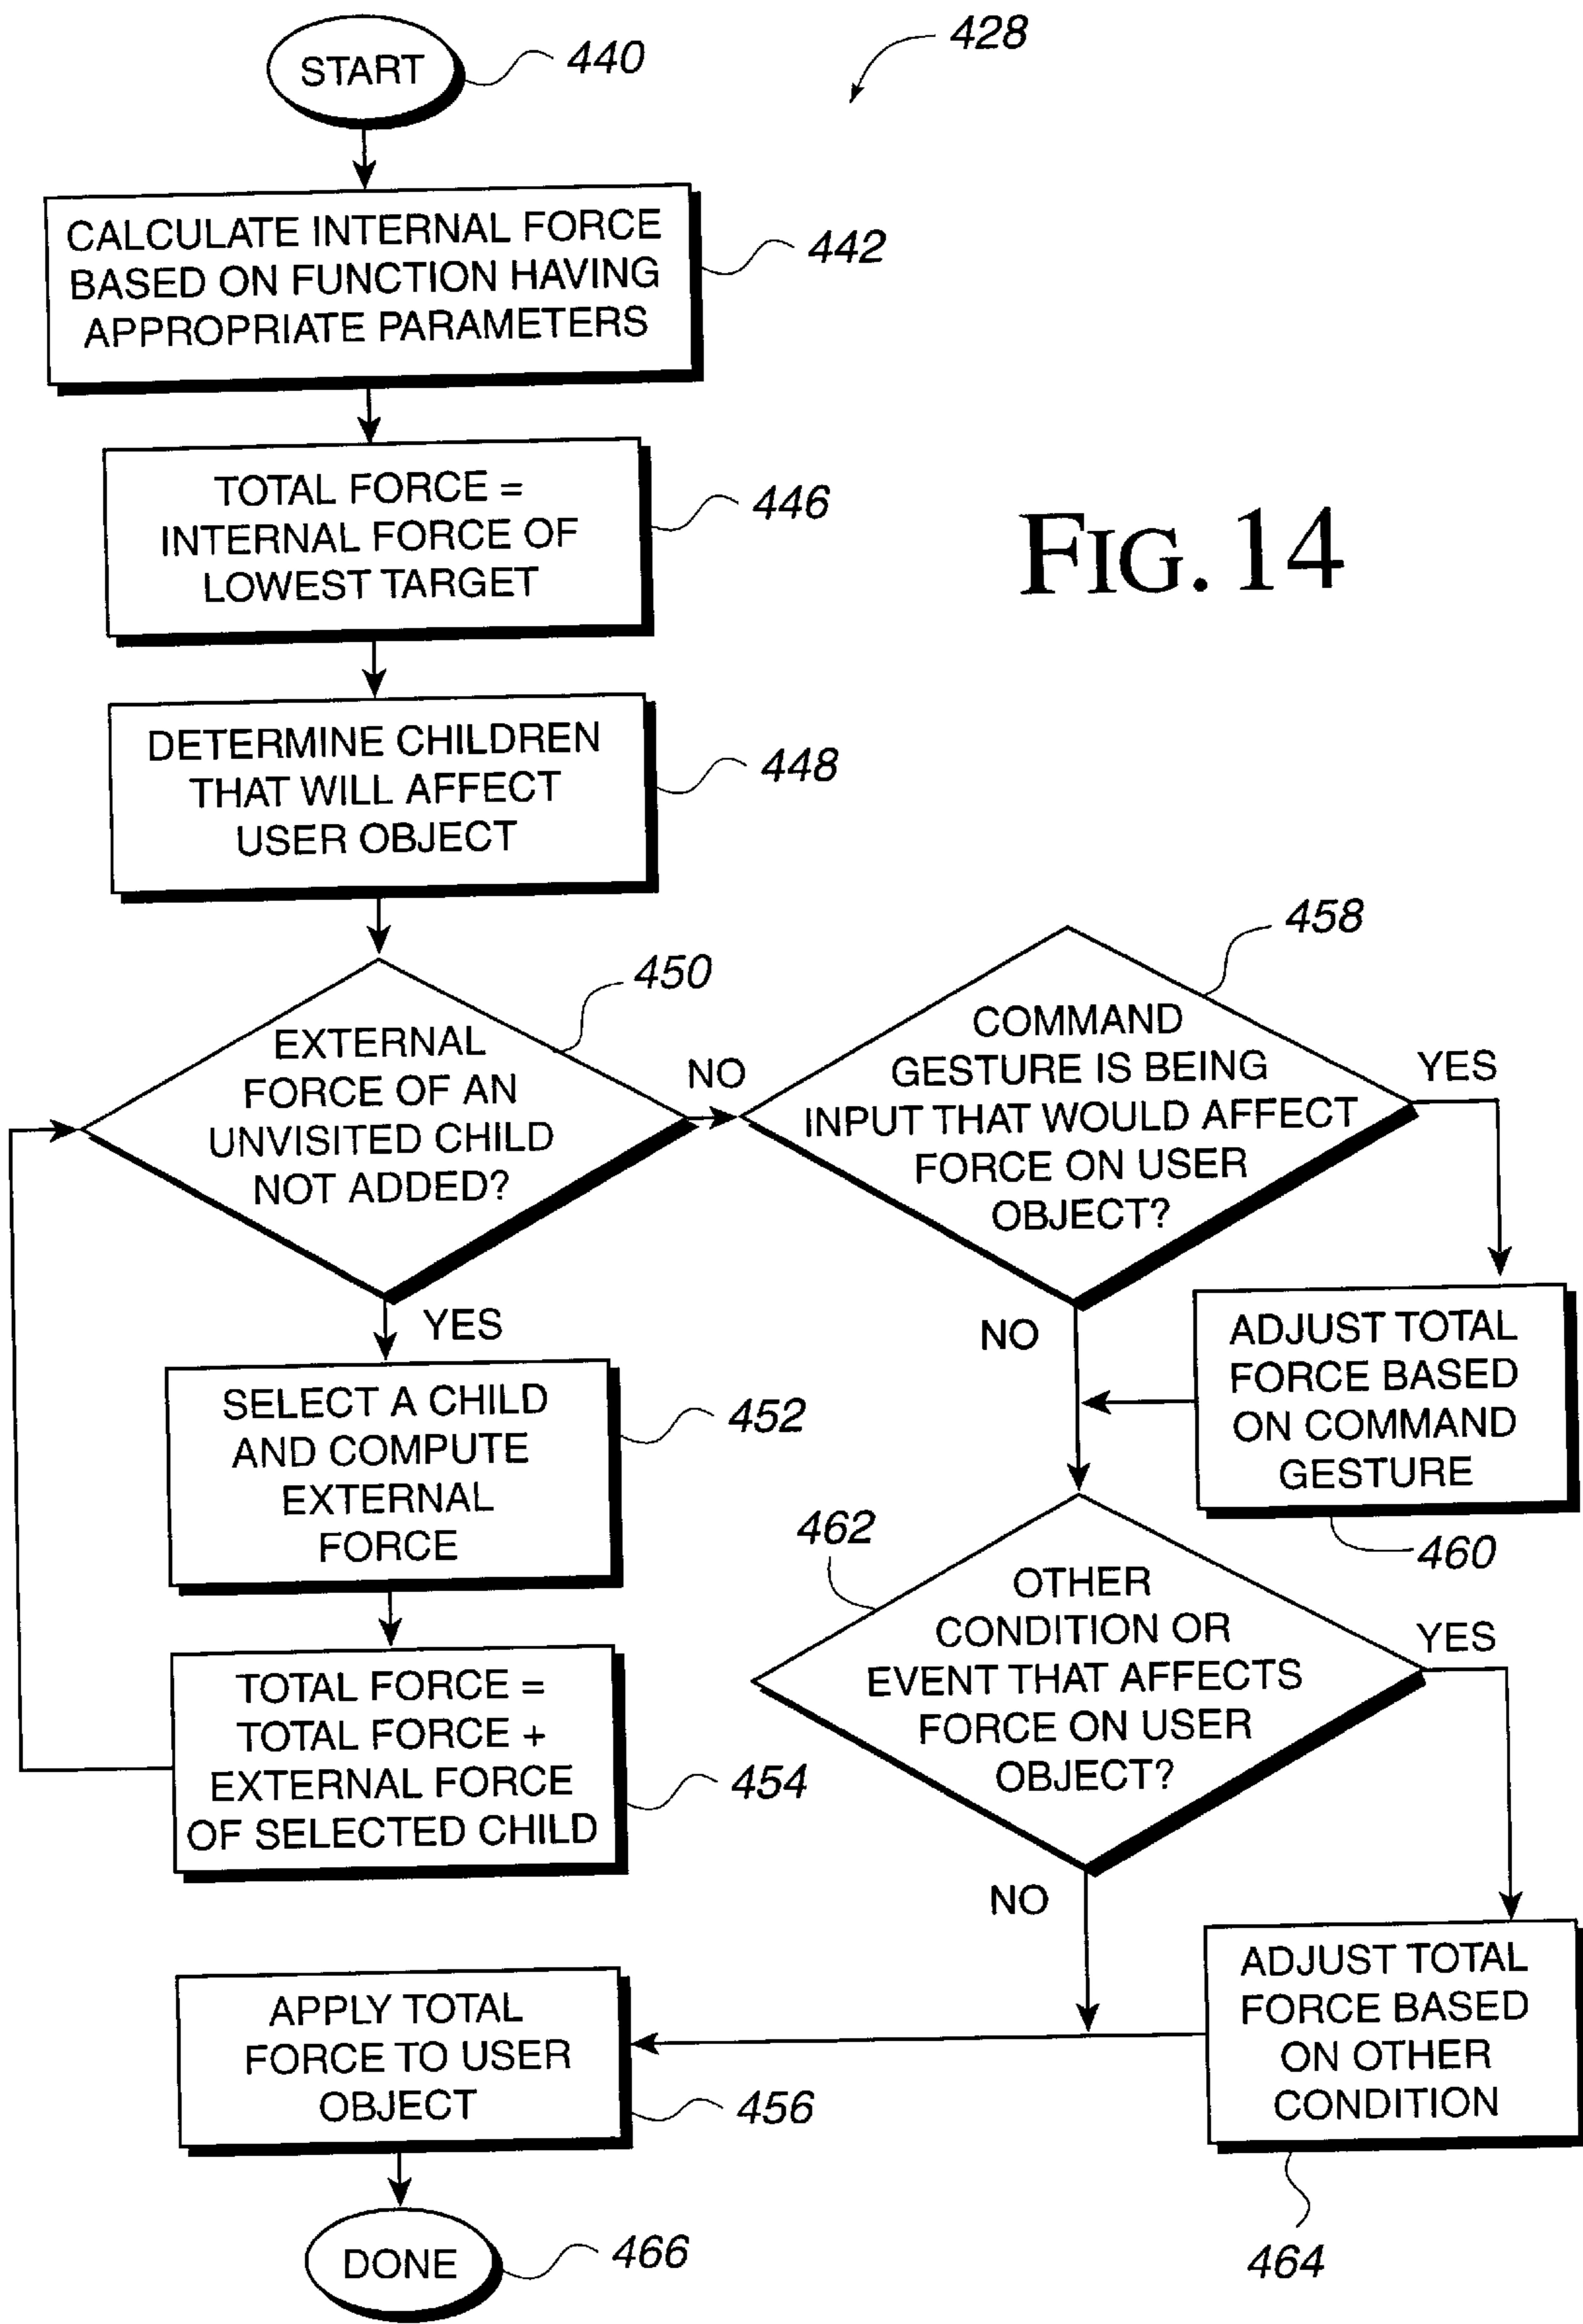 428
START
440
CALCULATE INTERNAL FORCE
BASED ON FUNCTION HAVING
APPROPRIATE PARAMETERS
442
TOTAL FORCE =
INTERNAL FORCE OF
LOWEST TARGET
446
FIG. 14
DETERMINE CHILDREN
THAT WILL AFFECT
USER OBJECT
448
EXTERNAL
FORCE OF AN
UNVISITED CHILD
NOT ADDED?
450
NO
YES
COMMAND
GESTURE IS BEING
INPUT THAT WOULD AFFECT
FORCE ON USER
OBJECT?
458
YES
NO
SELECT A CHILD
AND COMPUTE
EXTERNAL
FORCE
452
ADJUST TOTAL
FORCE BASED
ON COMMAND
GESTURE
460
TOTAL FORCE =
TOTAL FORCE +
EXTERNAL FORCE
OF SELECTED CHILD
454
462
OTHER
CONDITION OR
EVENT THAT AFFECTS
FORCE ON USER
OBJECT?
YES
NO
ADJUST TOTAL
FORCE BASED
ON OTHER
CONDITION
464
APPLY TOTAL
FORCE TO USER
OBJECT
456
DONE
466